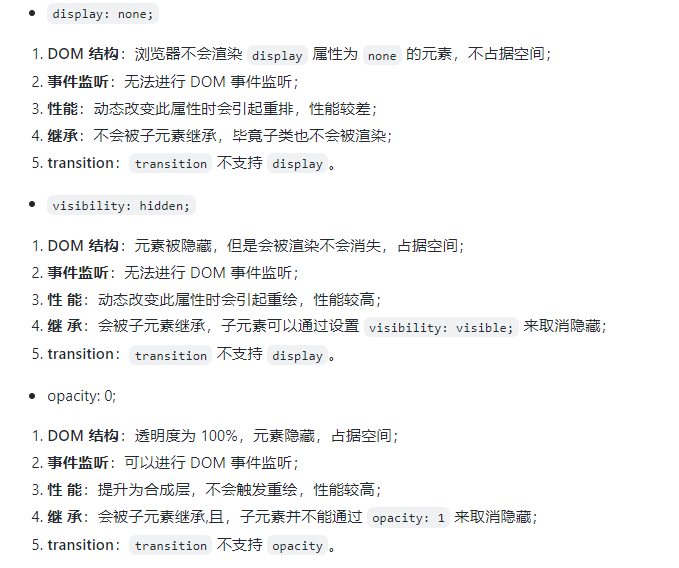 display: none;
1. DOM 结构：浏览器不会渲染 display 属性为 none 的元素，不占据空间；
2. 事件监听：无法进行 DOM 事件监听；
3. 性能：动态改变此属性时会引起重排，性能较差；
4. 继承：不会被子元素继承，毕竟子类也不会被渲染；
5. transition：transition 不支持 display。
visibility: hidden;
1. DOM 结构：元素被隐藏，但是会被渲染不会消失，占据空间；
2. 事件监听：无法进行 DOM 事件监听；
3. 性 能：动态改变此属性时会引起重绘，性能较高；
4. 继 承：会被子元素继承，子元素可以通过设置 visibility: visible; 来取消隐藏；
5. transition：transition 不支持 display。
opacity: 0;
1. DOM 结构：透明度为 100%，元素隐藏，占据空间；
2. 事件监听：可以进行 DOM 事件监听；
3. 性 能：提升为合成层，不会触发重绘，性能较高；
4. 继 承：会被子元素继承,且，子元素并不能通过 opacity: 1 来取消隐藏；
5. transition：transition 不支持 opacity。